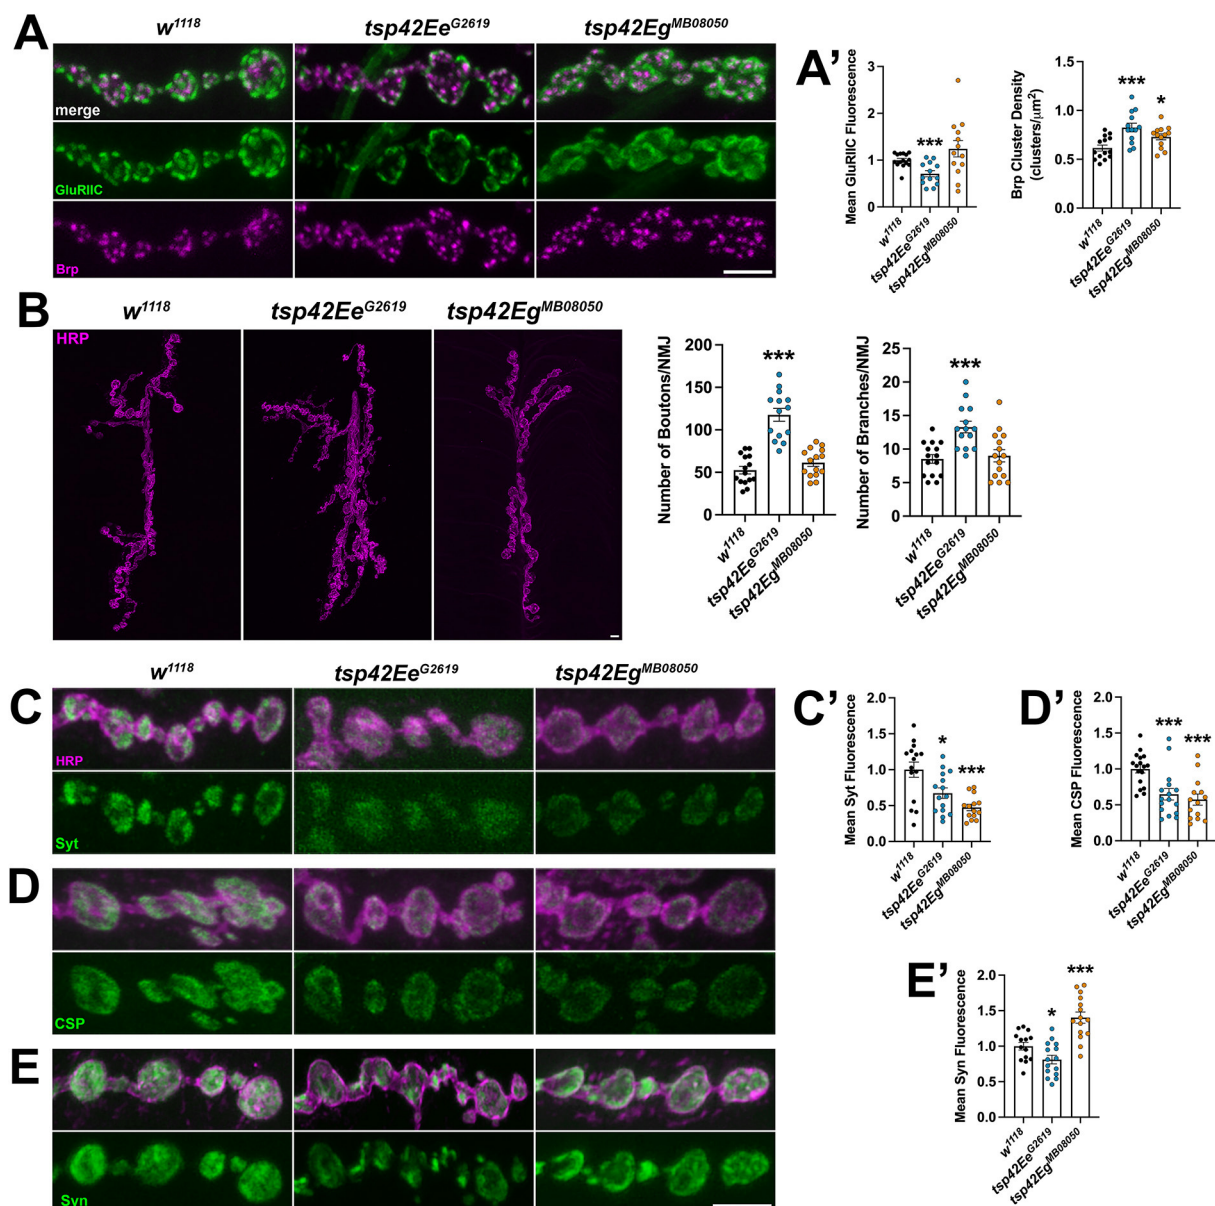 A
w1118
tsp42EeG2619
tsp42EgMB08050
merge
GluRIIC
Brp
A'
Mean GluRIIC Fluorescence
3
2
1
0
***
w1118
tsp42EeG2619
tsp42EgMB08050
Brp Cluster Density
(clusters/µm2)
1.5
1.0
0.5
0.0
***
*
w1118
tsp42EeG2619
tsp42EgMB08050
B
w1118
tsp42EeG2619
tsp42EgMB08050
HRP
Number of Boutons/NMJ
200
150
100
50
0
***
w1118
tsp42EeG2619
tsp42EgMB08050
Number of Branches/NMJ
25
20
15
10
5
0
***
w1118
tsp42EeG2619
tsp42EgMB08050
w1118
tsp42EeG2619
tsp42EgMB08050
C
HRP
Syt
C'
Mean Syt Fluorescence
2.0
1.5
1.0
0.5
0.0
*
***
w1118
tsp42EeG2619
tsp42EgMB08050
D'
Mean CSP Fluorescence
2.0
1.5
1.0
0.5
0.0
***
***
w1118
tsp42EeG2619
tsp42EgMB08050
D
CSP
E
Syn
E'
Mean Syn Fluorescence
2.0
1.5
1.0
0.5
0.0
*
***
w1118
tsp42EeG2619
tsp42EgMB08050